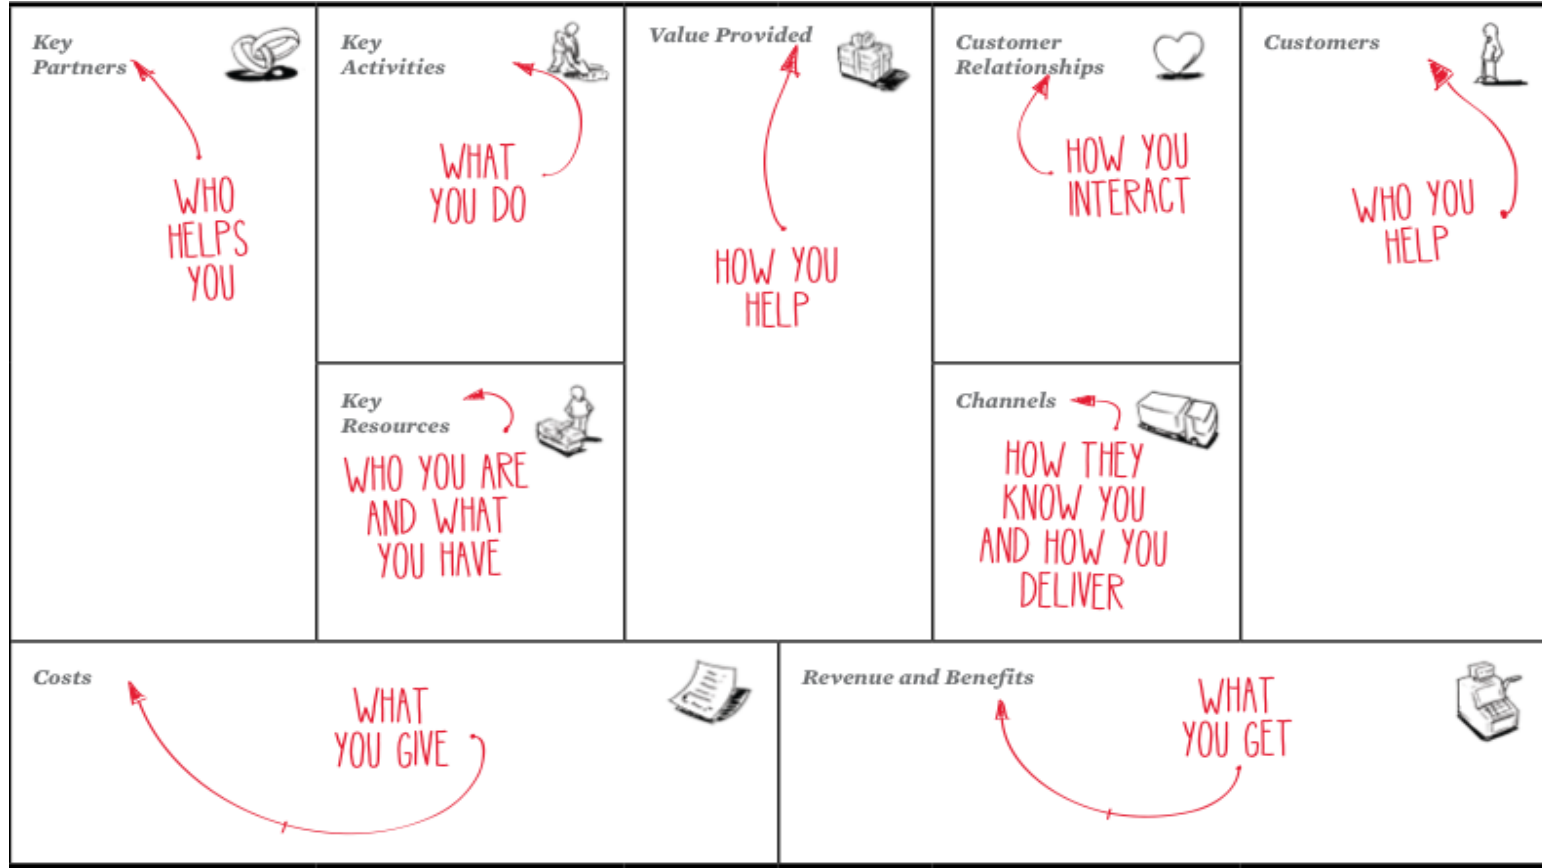 Key
Partners
WHO
HELPS
YOU
Key
Activities
WHAT
YOU DO
Key
Resources
WHO YOU ARE
AND WHAT
YOU HAVE
Value Provided
HOW YOU
HELP
Customer
Relationships
HOW YOU
INTERACT
Channels
HOW THEY
KNOW YOU
AND HOW YOU
DELIVER
Customers
WHO YOU
HELP
Costs
WHAT
YOU GIVE
Revenue and Benefits
WHAT
YOU GET